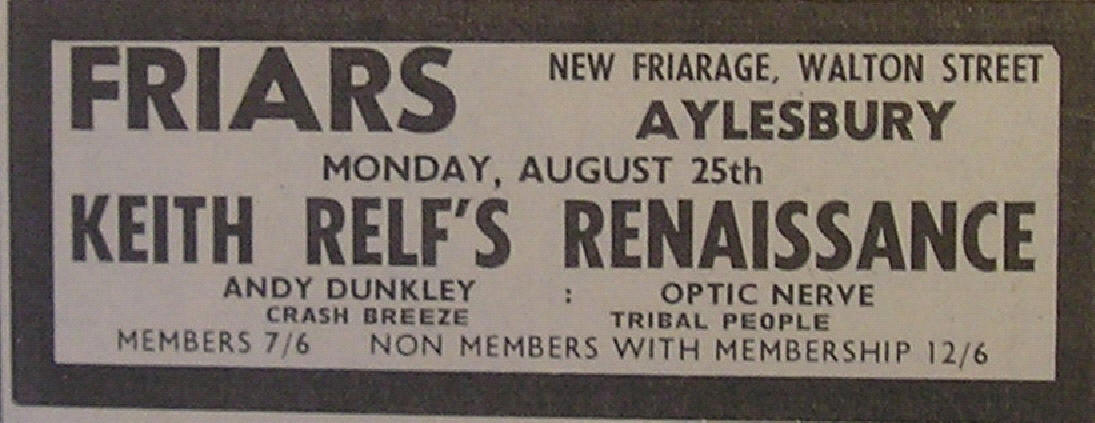 FRIARS NEW FRIARAGE, WALTON STREET
AYLESBURY
MONDAY, AUGUST 25th
KEITH RELF'S RENAISSANCE
ANDY DUNKLEY : OPTIC NERVE
CRASH BREEZE TRIBAL PEOPLE
MEMBERS 7/6 NON MEMBERS WITH MEMBERSHIP 12/6